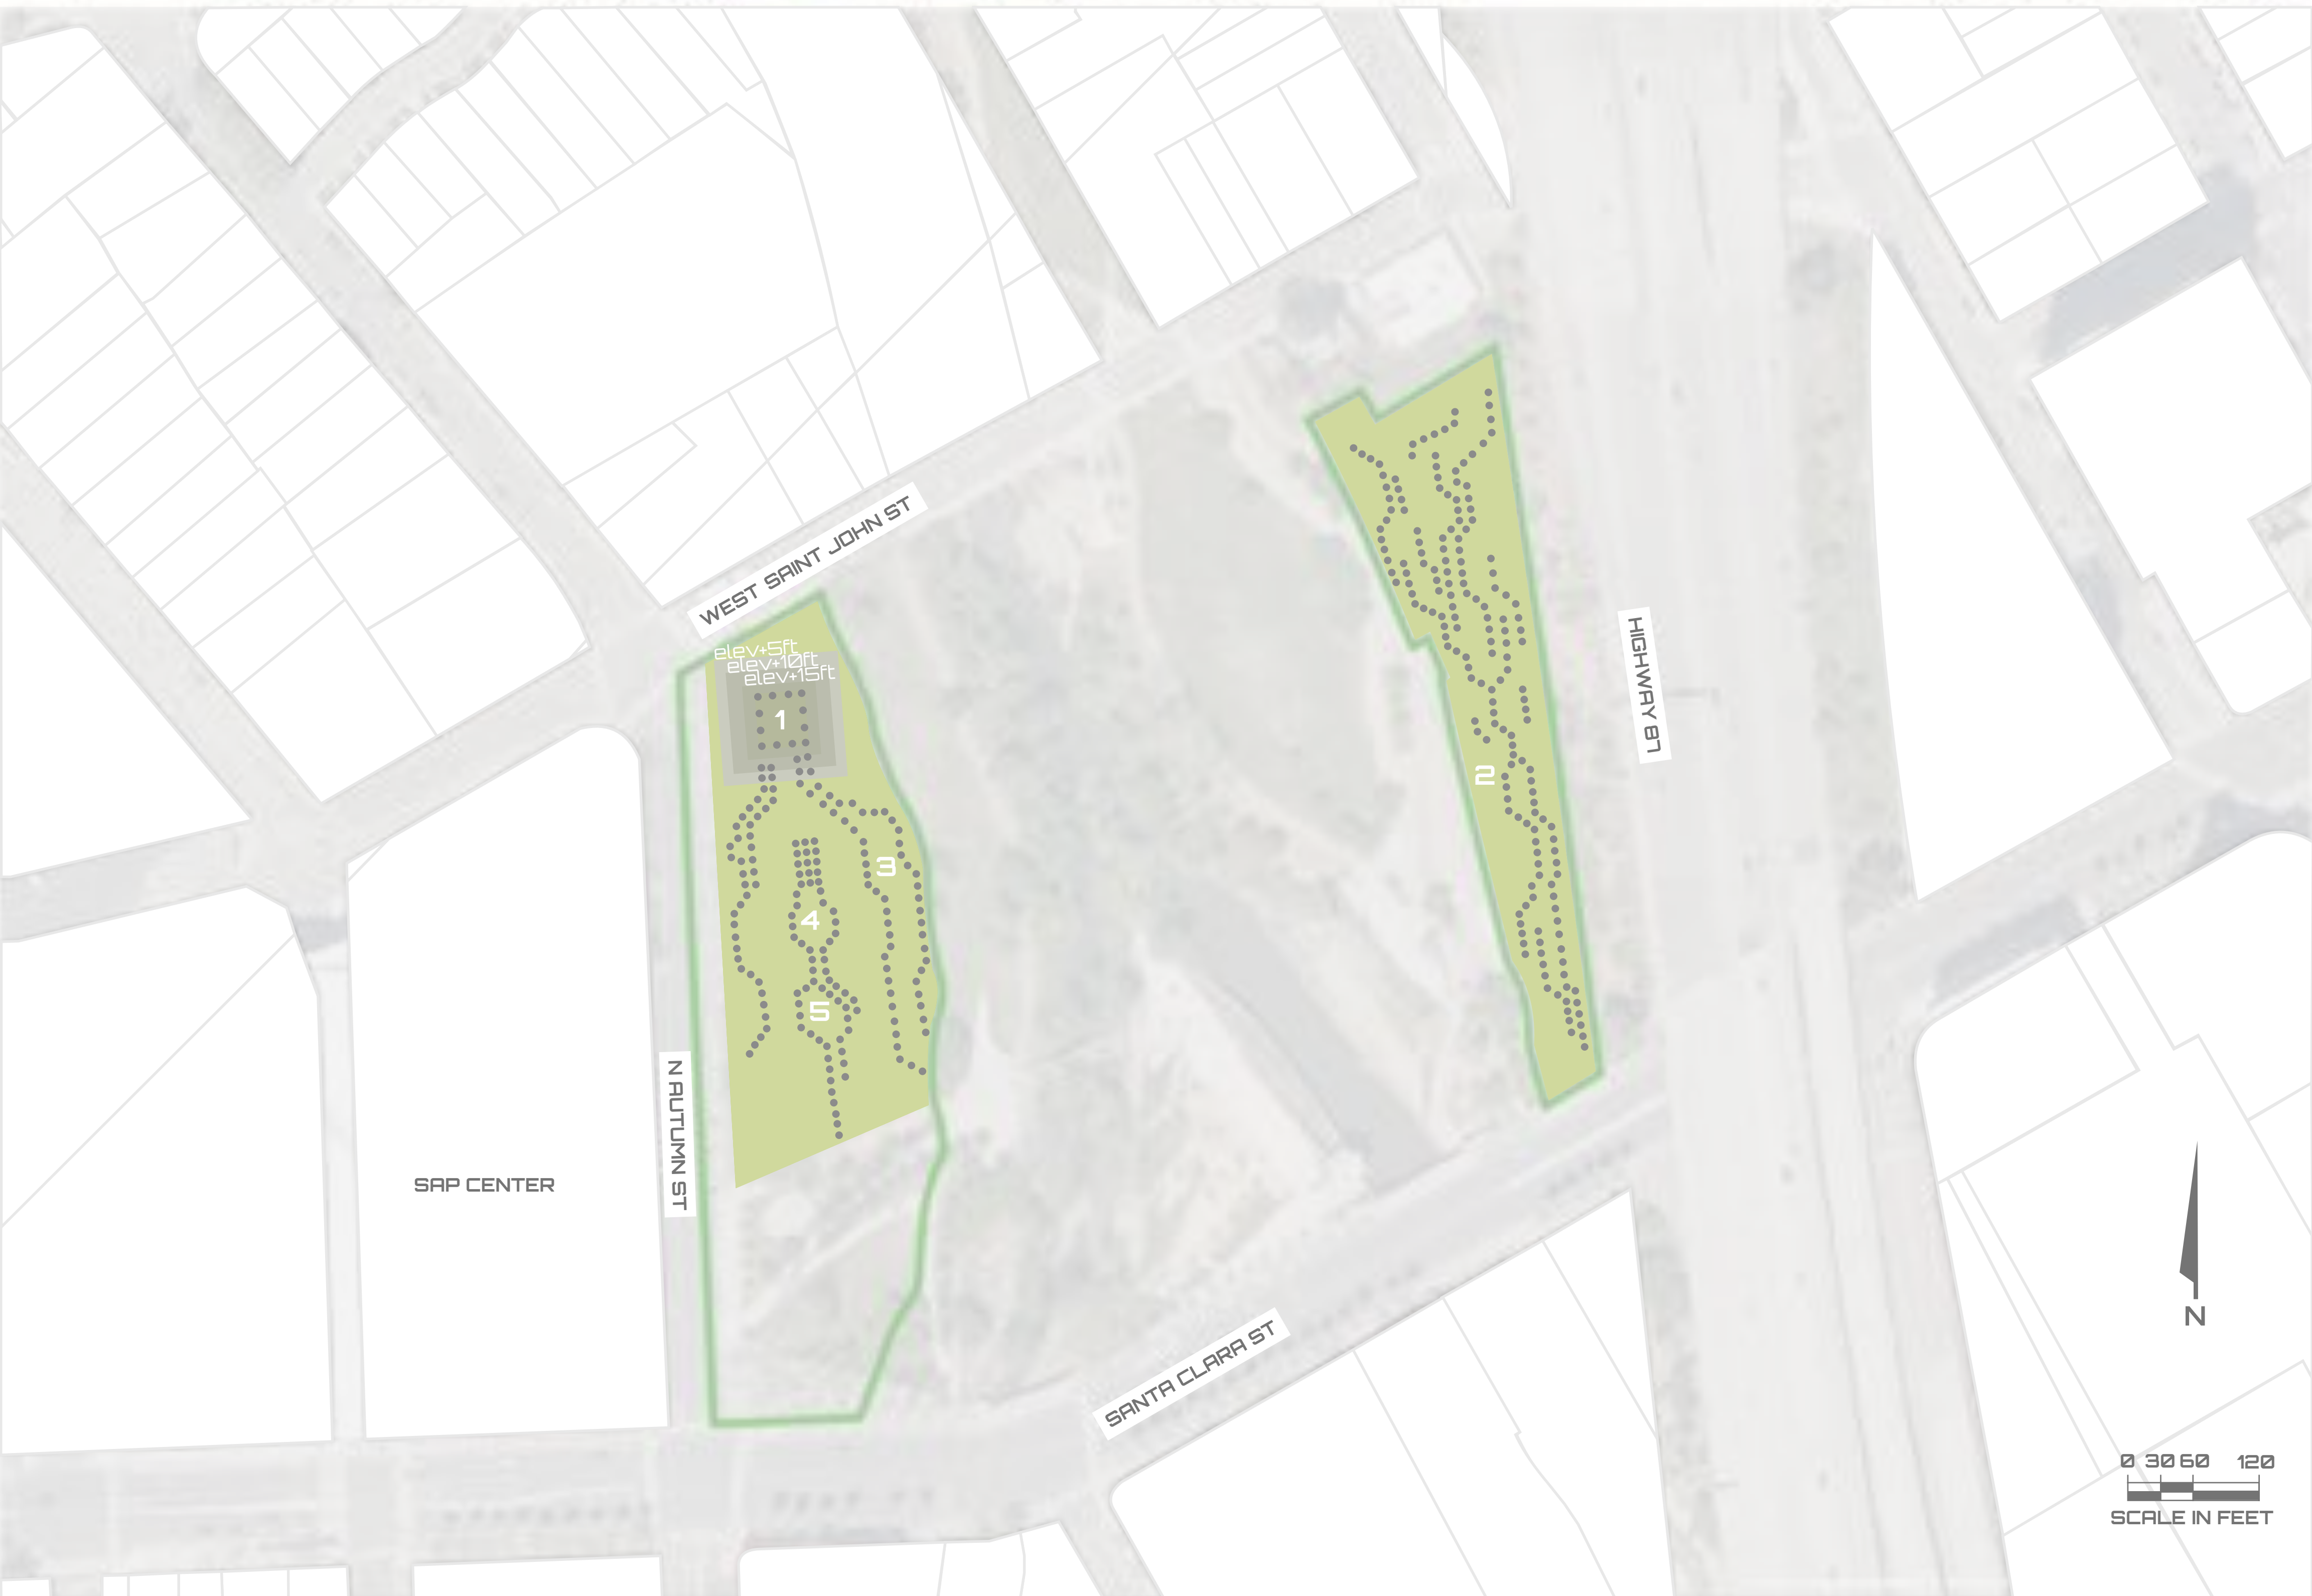 WEST SAINT JOHN ST
elev+5ft
elev+10ft
elev+15ft
1
HIGHWAY 87
2
3
4
5
N AUTUMN ST
SAP CENTER
SANTA CLARA ST
N
0 30 60 120
SCALE IN FEET